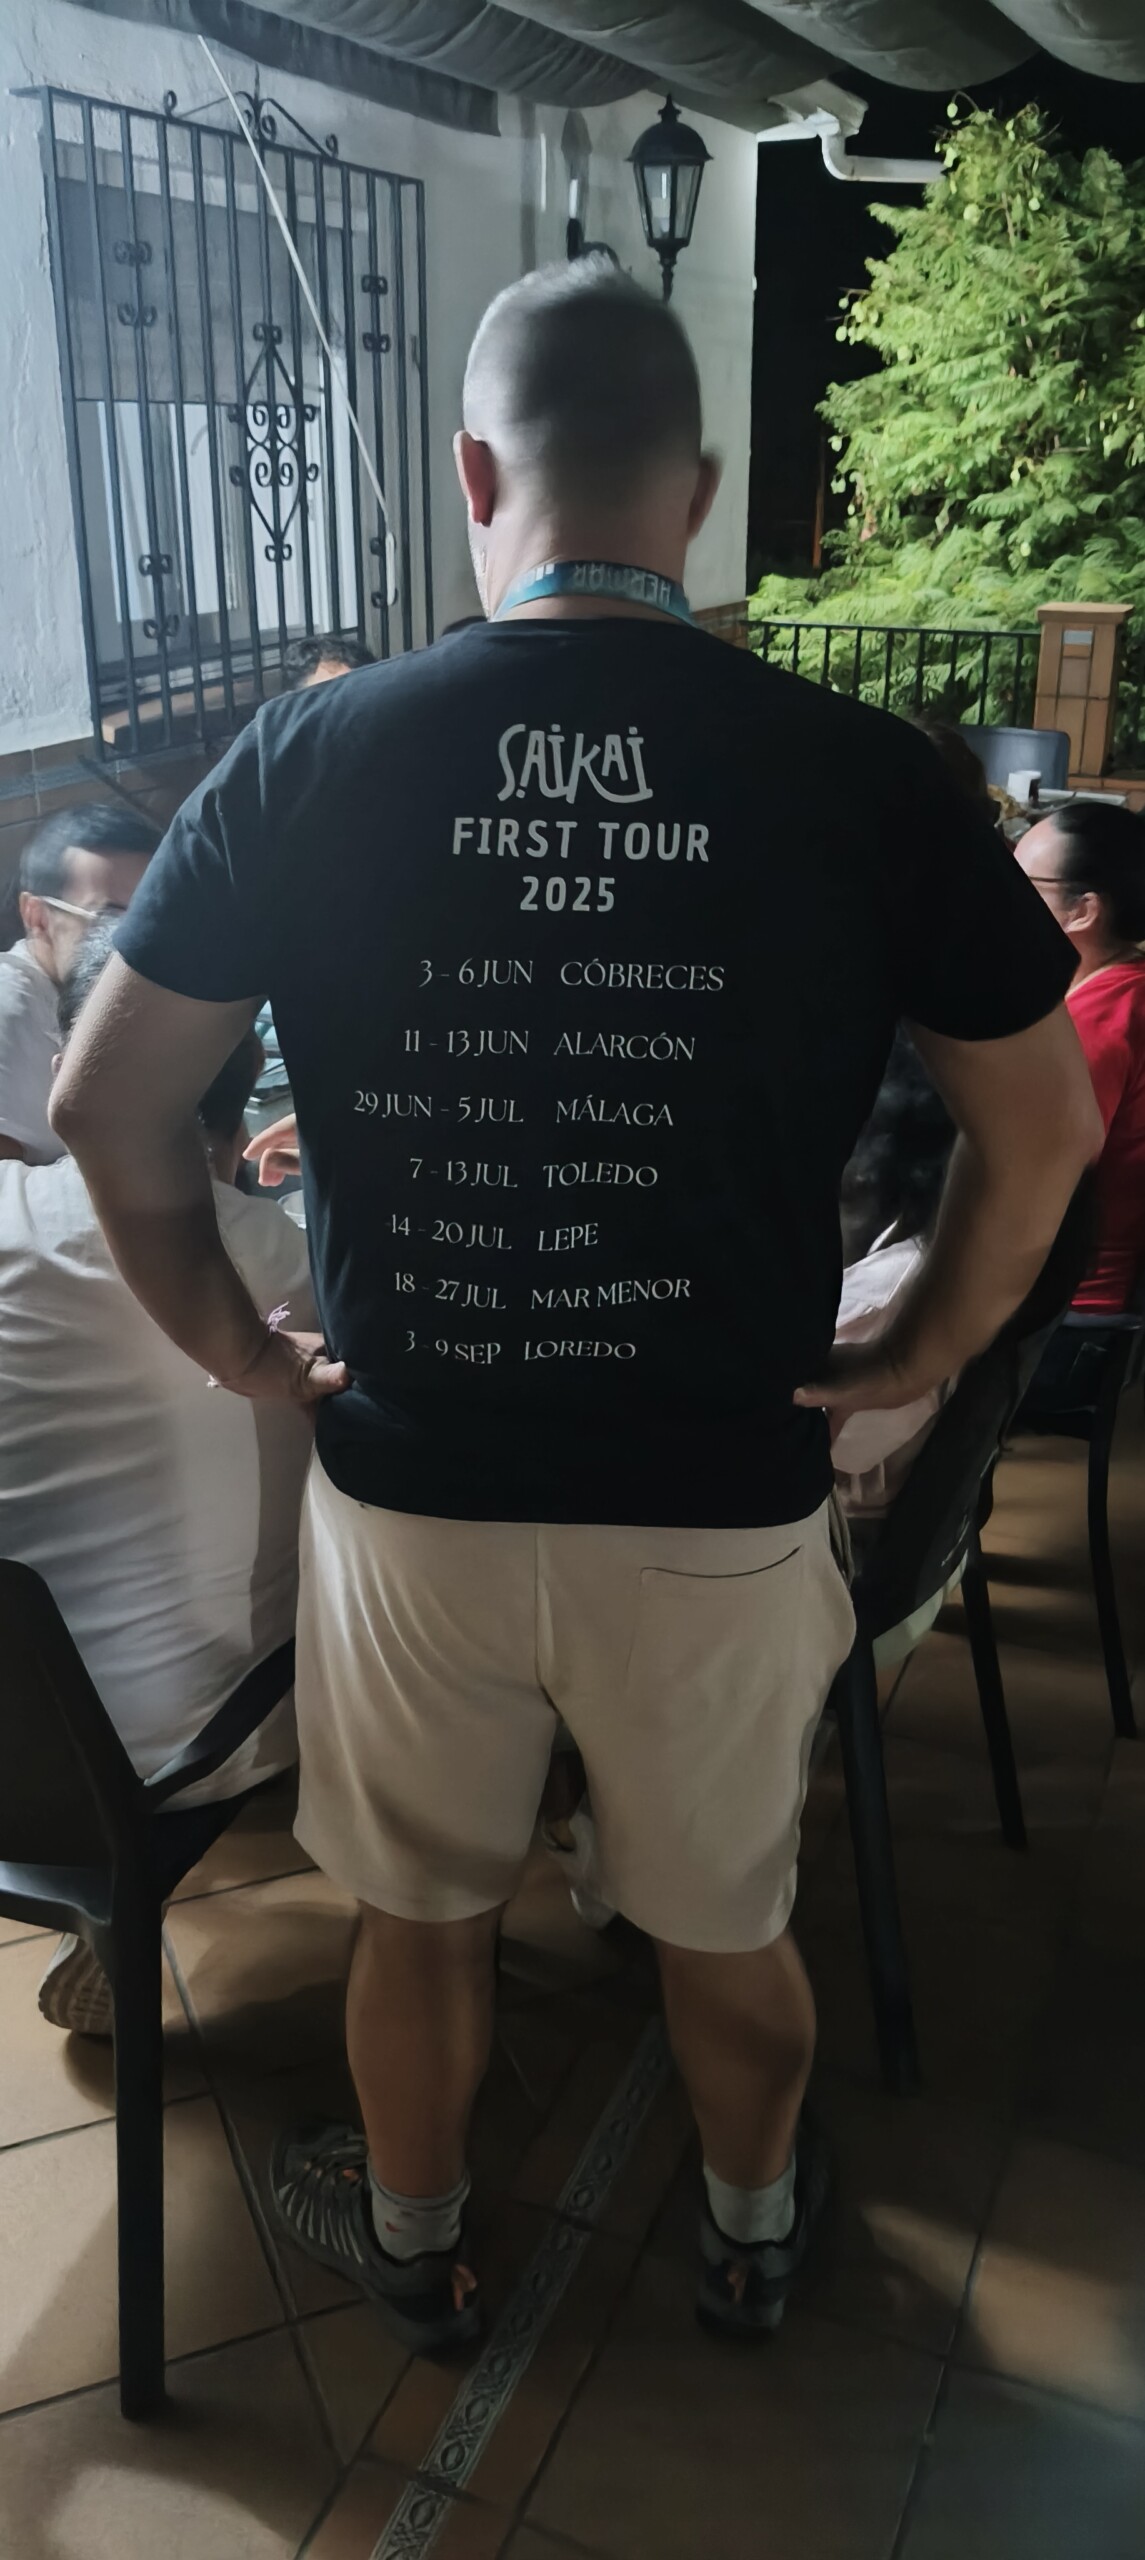 SAiKAi
FIRST TOUR
2025
3 - 6 JUN CÓBRECES
11 - 13 JUN ALARCÓN
29 JUN - 5 JUL MÁLAGA
7 - 13 JUL TOLEDO
14 - 20 JUL LEPE
18 - 27 JUL MAR MENOR
3 - 9 SEP LOREDO